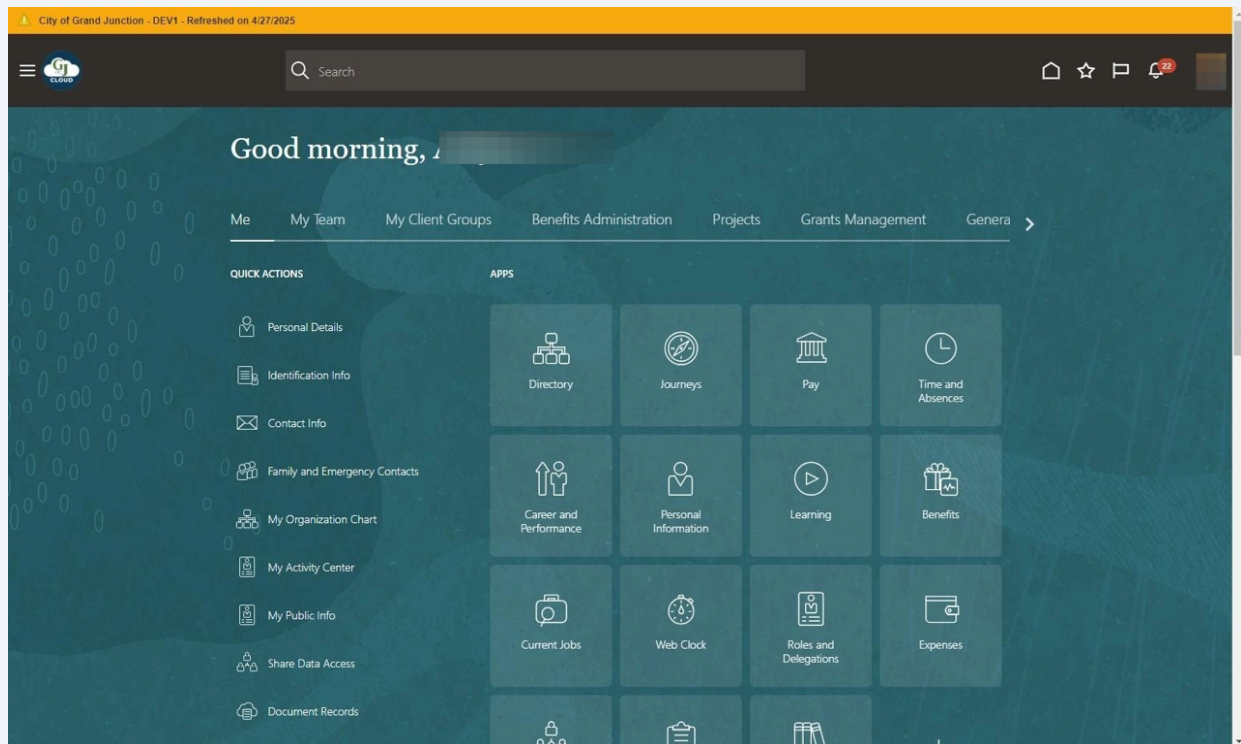 City of Grand Junction - DEV1 - Refreshed on 4/27/2025
GJ
CLOUD
Search
22
Good morning,
Me My Team My Client Groups Benefits Administration Projects Grants Management Genera
QUICK ACTIONS
APPS
Personal Details
Identification Info
Contact Info
Family and Emergency Contacts
My Organization Chart
My Activity Center
My Public Info
Share Data Access
Document Records
Directory
Journeys
Pay
Time and
Absences
Career and
Performance
Personal
Information
Learning
Benefits
Current Jobs
Web Clock
Roles and
Delegations
Expenses